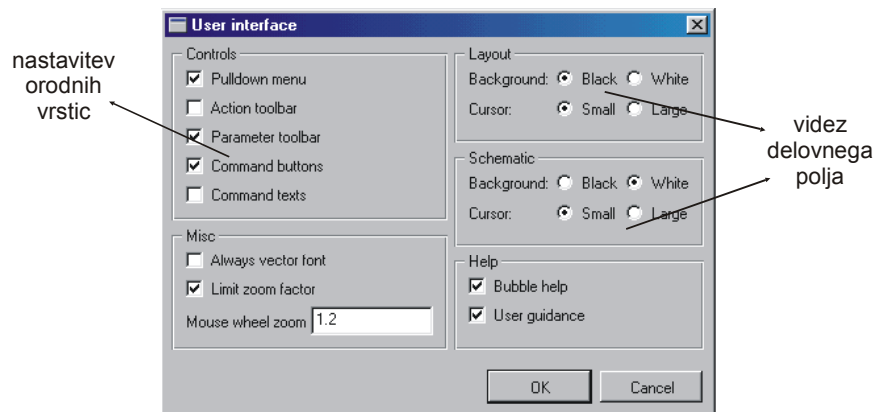 User interface
nastavitev
orodnih
vrstic
Controls
Pulldown menu
Action toolbar
Parameter toolbar
Command buttons
Command texts
Misc
Always vector font
Limit zoom factor
Mouse wheel zoom 1.2
Layout
Background: Black White
Cursor: Small Large
Schematic
Background: Black White
Cursor: Small Large
Help
Bubble help
User guidance
videz
delovnega
polja
OK Cancel